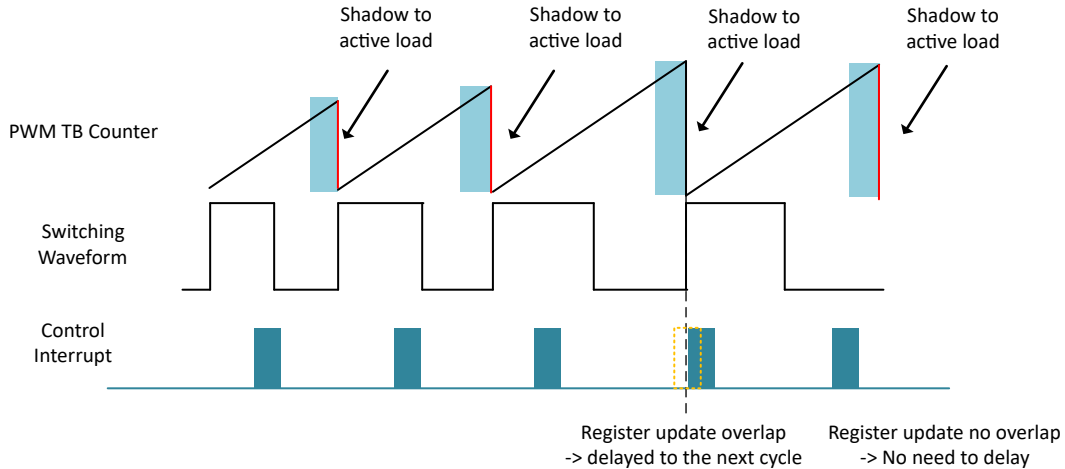 Shadow to
active load
Shadow to
active load
Shadow to
active load
Shadow to
active load
PWM TB Counter
Switching
Waveform
Control
Interrupt
Register update overlap
-> delayed to the next cycle
Register update no overlap
-> No need to delay